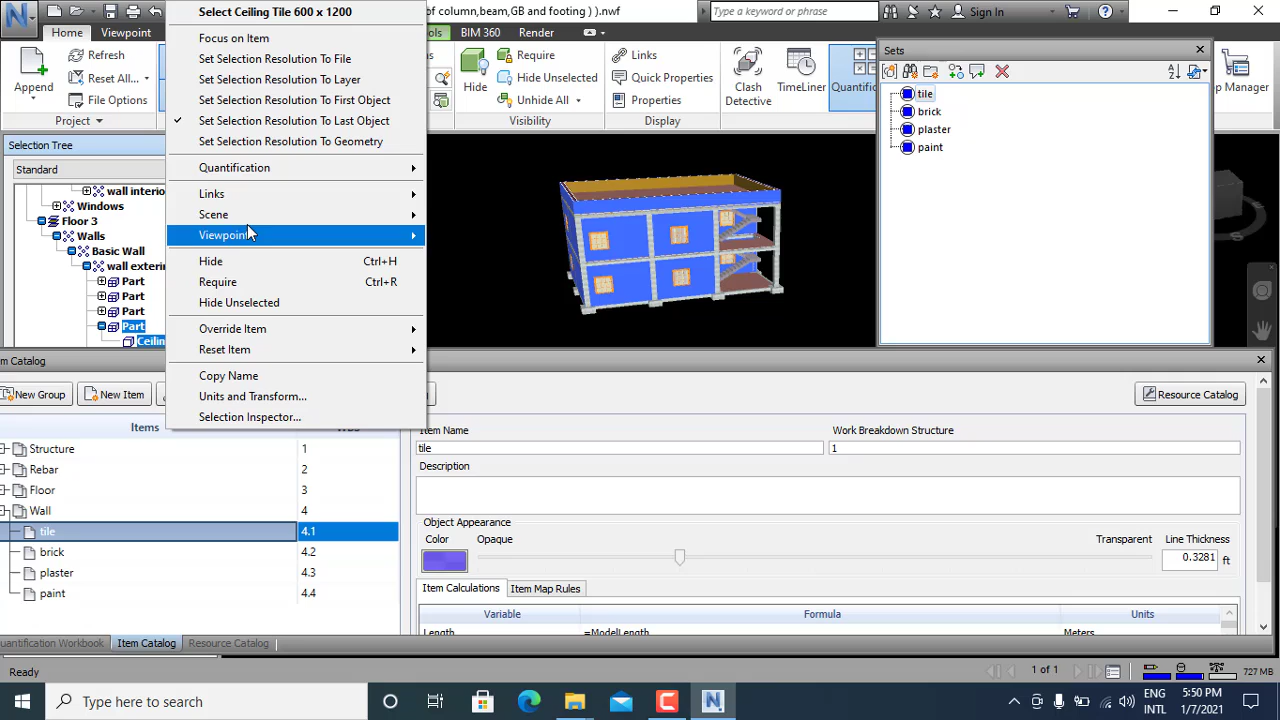 Select Ceiling Tile 600 x 1200
of column,beam,GB and footing ) ).nwf
Type a keyword or phrase
Sign In
Home
Viewpoint
ols
BIM 360
Render
Append
Refresh
Reset All...
File Options
Project
Focus on Item
Set Selection Resolution To File
Set Selection Resolution To Layer
Set Selection Resolution To First Object
Set Selection Resolution To Last Object
Set Selection Resolution To Geometry
Quantification
Links
Scene
Viewpoint
Hide Ctrl+H
Require Ctrl+R
Hide Unselected
Override Item
Reset Item
Copy Name
Units and Transform...
Selection Inspector...
Hide
Require
Hide Unselected
Unhide All
Visibility
Links
Quick Properties
Properties
Display
Clash
Detective
TimeLiner
Quantific
pp Manager
Sets
tile
brick
plaster
paint
Selection Tree
Standard
wall interio
Windows
Floor 3
Walls
Basic Wall
wall exterio
Part
Part
Part
Part
Ceilin
em Catalog
New Group
New Item
Resource Catalog
Items
Structure 1
Rebar 2
Floor 3
Wall 4
tile 4.1
brick 4.2
plaster 4.3
paint 4.4
Item Name
Work Breakdown Structure
tile
1
Description
Object Appearance
Color
Opaque
Transparent
Line Thickness
0.3281 ft
Item Calculations
Item Map Rules
Variable Formula Units
Length =ModelLength Meters
uantification Workbook
Item Catalog
Resource Catalog
Ready
1 of 1
727 MB
Type here to search
ENG
INTL
5:50 PM
1/7/2021